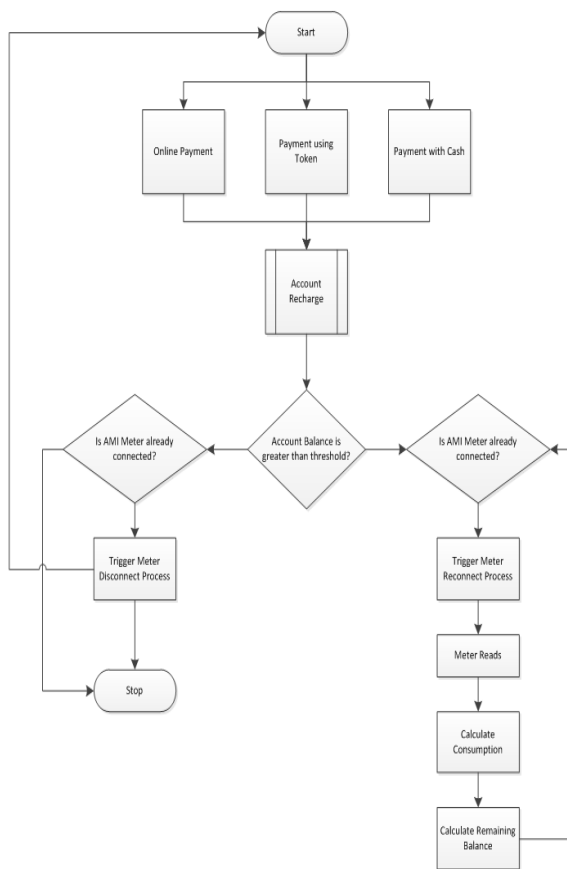 Start
Online Payment
Payment using
Token
Payment with Cash
Account
Recharge
Is AMI Meter already
connected?
Account Balance is
greater than threshold?
Is AMI Meter already
connected?
Trigger Meter
Disconnect Process
Trigger Meter
Reconnect Process
Meter Reads
Stop
Calculate
Consumption
Calculate Remaining
Balance